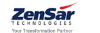 ZenSar
TECHNOLOGIES
Your Transformation Partner